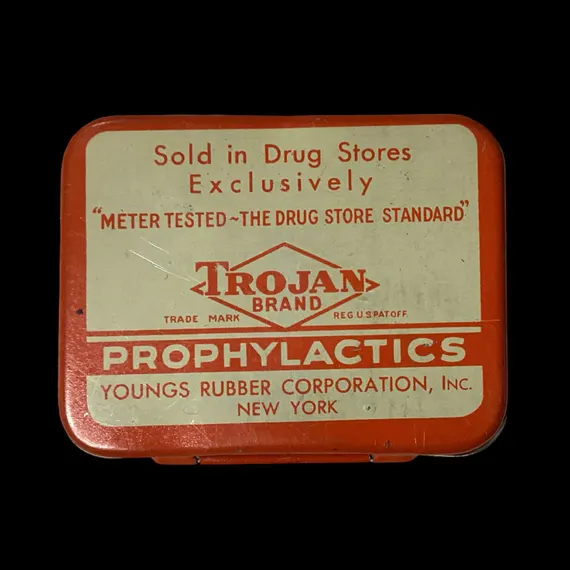 Sold in Drug Stores
Exclusively
"METER TESTED~THE DRUG STORE STANDARD"
TROJAN
BRAND
TRADE MARK REG U.S PAT OFF.
PROPHYLACTICS
YOUNGS RUBBER CORPORATION, INC.
NEW YORK